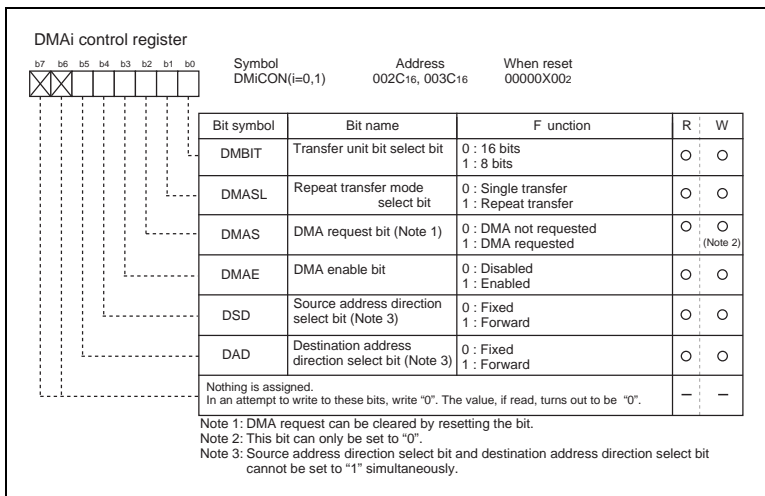 DMAi control register
b7 b6 b5 b4 b3 b2 b1 b0
Symbol Address When reset
DMiCON(i=0,1) 002C16, 003C16 00000X002
Bit symbol Bit name F unction R W
DMBIT Transfer unit bit select bit 0 : 16 bits
1 : 8 bits
DMASL Repeat transfer mode
select bit 0 : Single transfer
1 : Repeat transfer
DMAS DMA request bit (Note 1) 0 : DMA not requested
1 : DMA requested (Note 2)
DMAE DMA enable bit 0 : Disabled
1 : Enabled
DSD Source address direction
select bit (Note 3) 0 : Fixed
1 : Forward
DAD Destination address
direction select bit (Note 3) 0 : Fixed
1 : Forward
Nothing is assigned.
In an attempt to write to these bits, write “0”. The value, if read, turns out to be “0”. – –
Note 1: DMA request can be cleared by resetting the bit.
Note 2: This bit can only be set to “0”.
Note 3: Source address direction select bit and destination address direction select bit
cannot be set to “1” simultaneously.